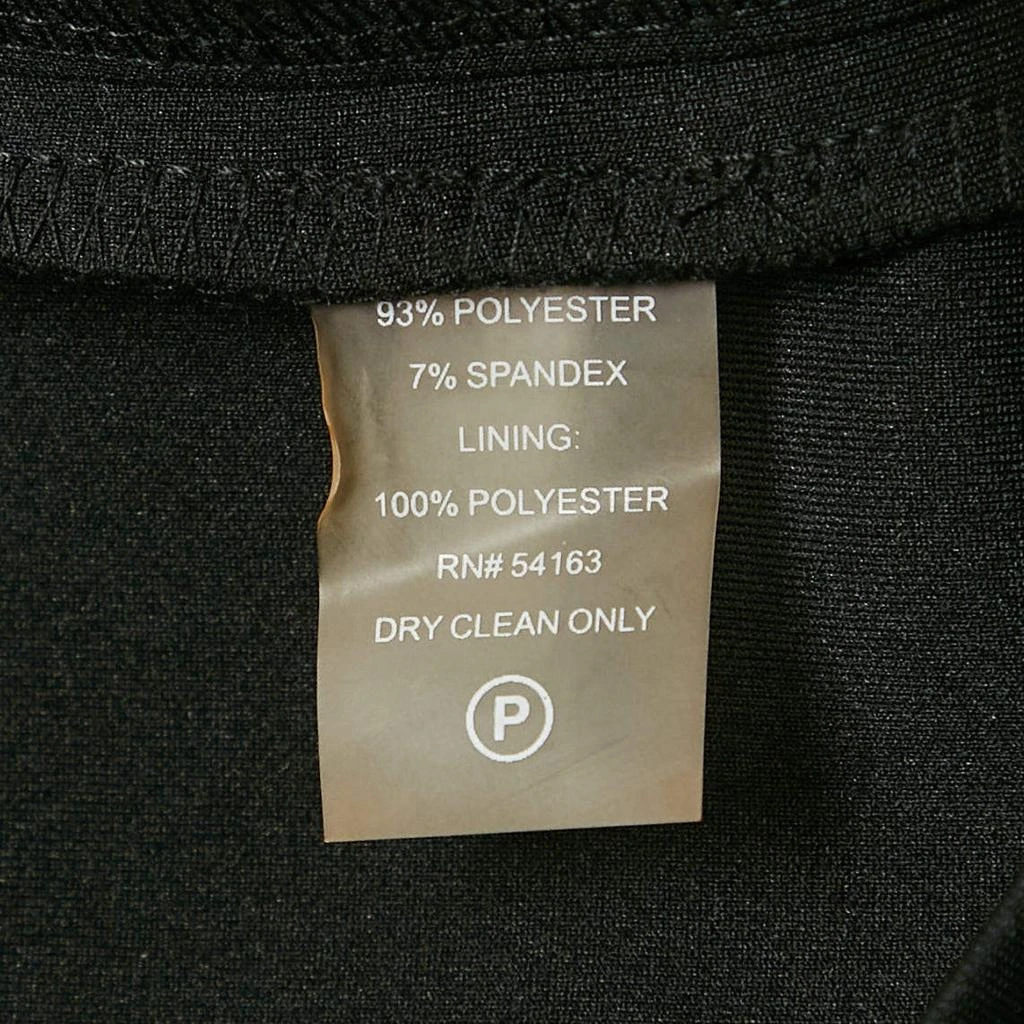 93% POLYESTER
7% SPANDEX
LINING:
100% POLYESTER
RN# 54163
DRY CLEAN ONLY
P